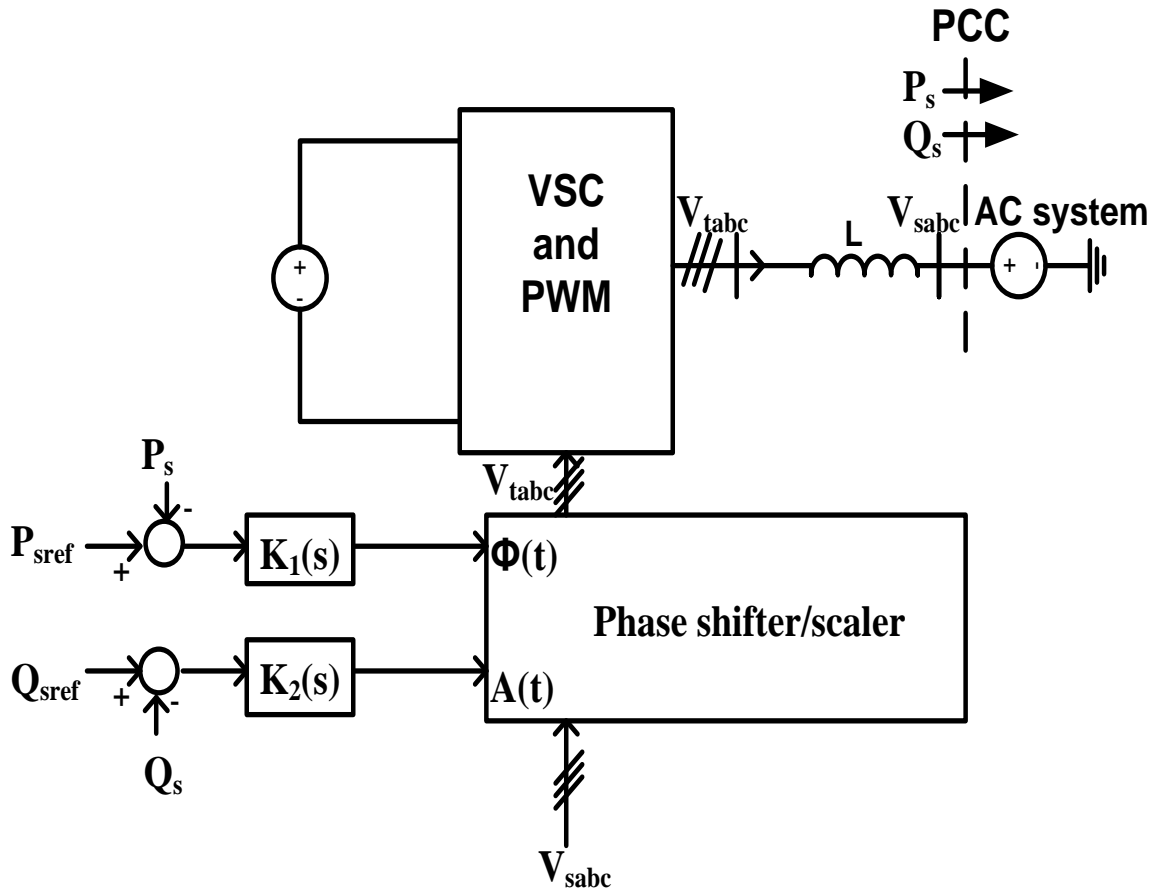 PCC
Ps
Qs
VSC
and
PWM
+
-
Vtabc
L
Vsabc
AC system
+ -
Ps
Vtabc
-
Psref
+
K1(s)
Φ(t)
Phase shifter/scaler
Qsref
+
-
K2(s)
A(t)
Qs
Vsabc